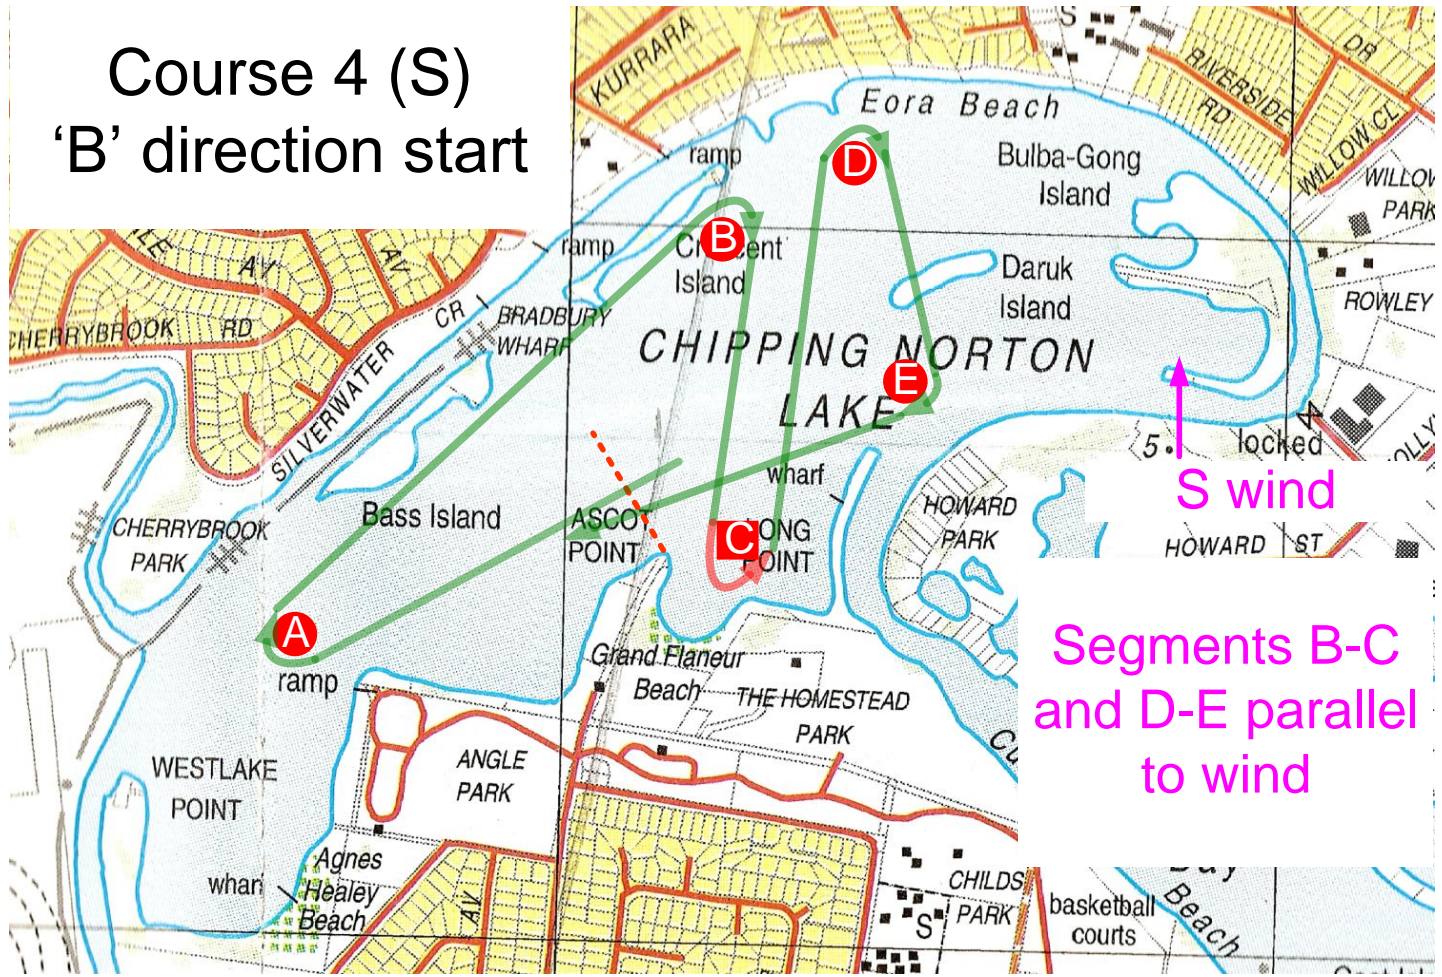 Course 4 (S)
‘B’ direction start
KURRARA
S
DR
RIVERSIDE
RD
WILLOW CL
Eora Beach
ramp
D
Bulba-Gong
Island
WILLOW
PARK
AV
AV
ramp
B
Island
Daruk
Island
ROWLEY
CHERRYBROOK
RD
CR
BRADBURY
WHARF
SILVERWATER
CHIPPING NORTON
LAKE
E
locked
5
S wind
wharf
HOWARD
PARK
HOWARD ST
Bass Island
ASCOT
POINT
C
LONG
POINT
CHERRYBROOK
PARK
A
ramp
Grand Flaneur
Beach
THE HOMESTEAD
PARK
Segments B-C
and D-E parallel
to wind
WESTLAKE
POINT
ANGLE
PARK
Agnes
Healey
Beach
AV
CHILDS
PARK
S
basketball
courts
Beach